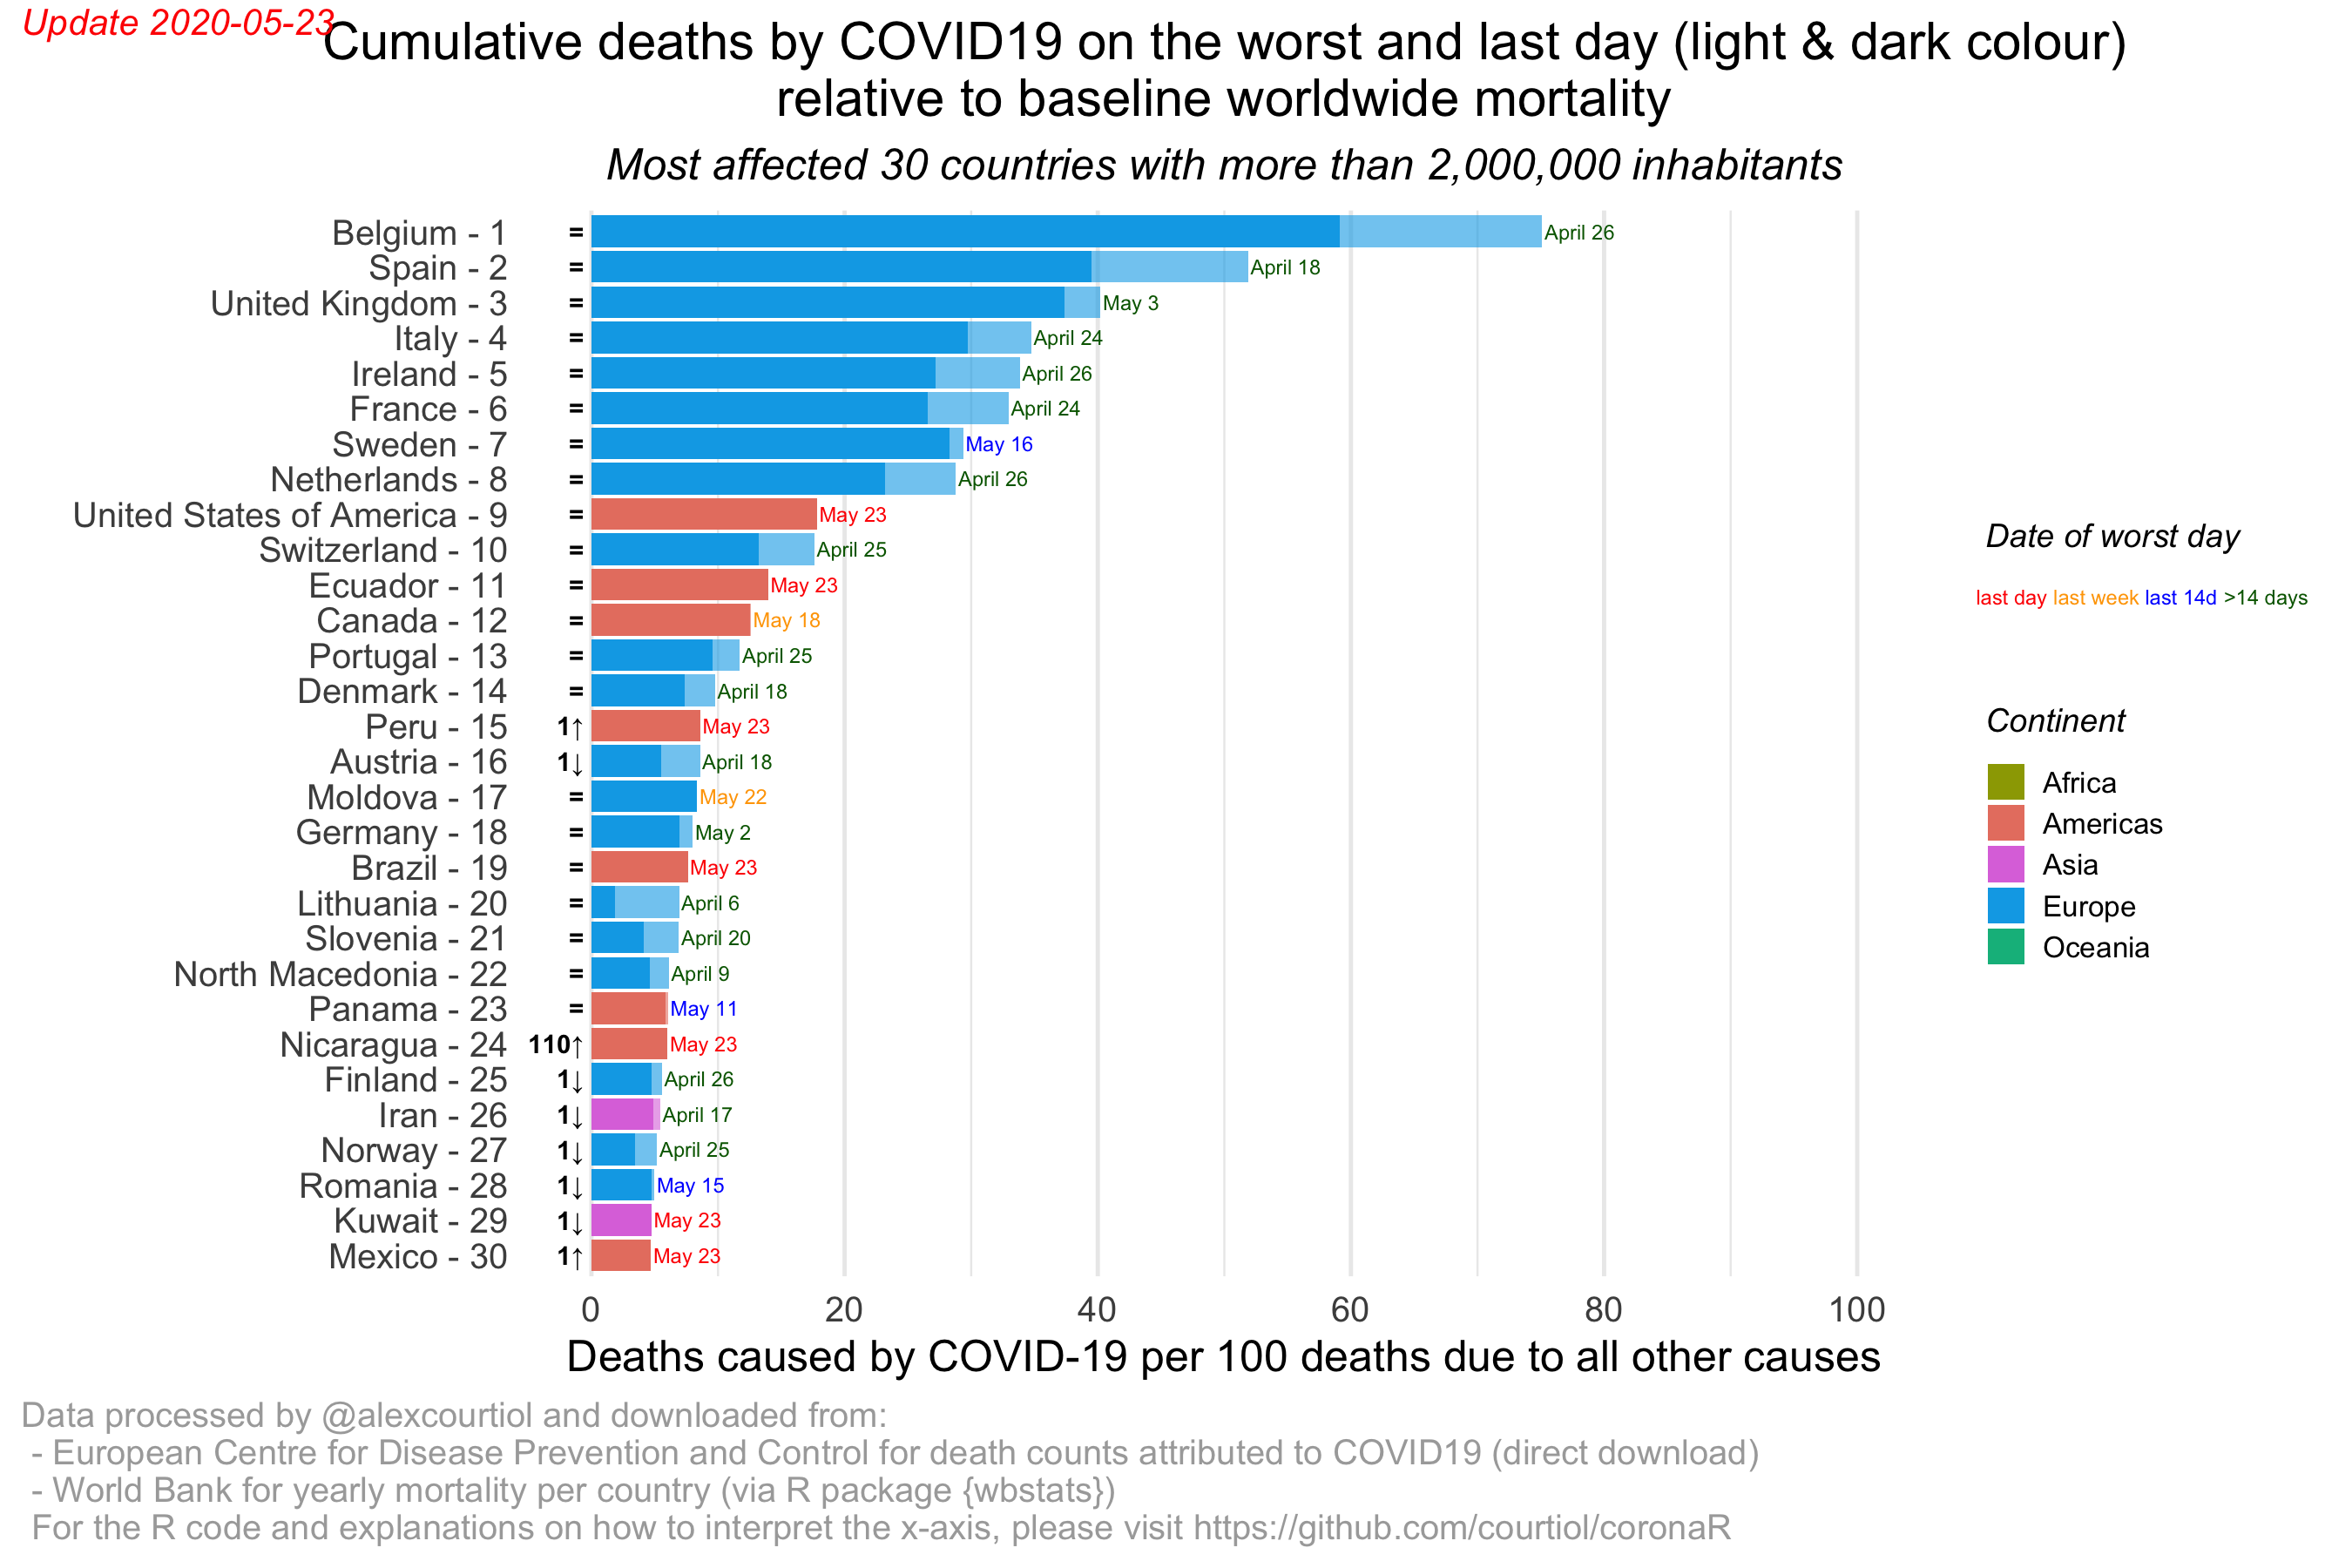 Update 2020-05-23
Cumulative deaths by COVID19 on the worst and last day (light & dark colour)
relative to baseline worldwide mortality
Most affected 30 countries with more than 2,000,000 inhabitants
Belgium - 1 = April 26
Spain - 2 = April 18
United Kingdom - 3 = May 3
Italy - 4 = April 24
Ireland - 5 = April 26
France - 6 = April 24
Sweden - 7 = May 16
Netherlands - 8 = April 26
United States of America - 9 = May 23
Switzerland - 10 = April 25
Ecuador - 11 = May 23
Canada - 12 = May 18
Portugal - 13 = April 25
Denmark - 14 = April 18
Peru - 15 1↑ May 23
Austria - 16 1↓ April 18
Moldova - 17 = May 22
Germany - 18 = May 2
Brazil - 19 = May 23
Lithuania - 20 = April 6
Slovenia - 21 = April 20
North Macedonia - 22 = April 9
Panama - 23 = May 11
Nicaragua - 24 110↑ May 23
Finland - 25 1↓ April 26
Iran - 26 1↓ April 17
Norway - 27 1↓ April 25
Romania - 28 1↓ May 15
Kuwait - 29 1↓ May 23
Mexico - 30 1↑ May 23
0 20 40 60 80 100
Deaths caused by COVID-19 per 100 deaths due to all other causes
Date of worst day
last day last week last 14d >14 days
Continent
Africa
Americas
Asia
Europe
Oceania
Data processed by @alexcourtiol and downloaded from:
- European Centre for Disease Prevention and Control for death counts attributed to COVID19 (direct download)
- World Bank for yearly mortality per country (via R package {wbstats})
For the R code and explanations on how to interpret the x-axis, please visit https://github.com/courtiol/coronaR